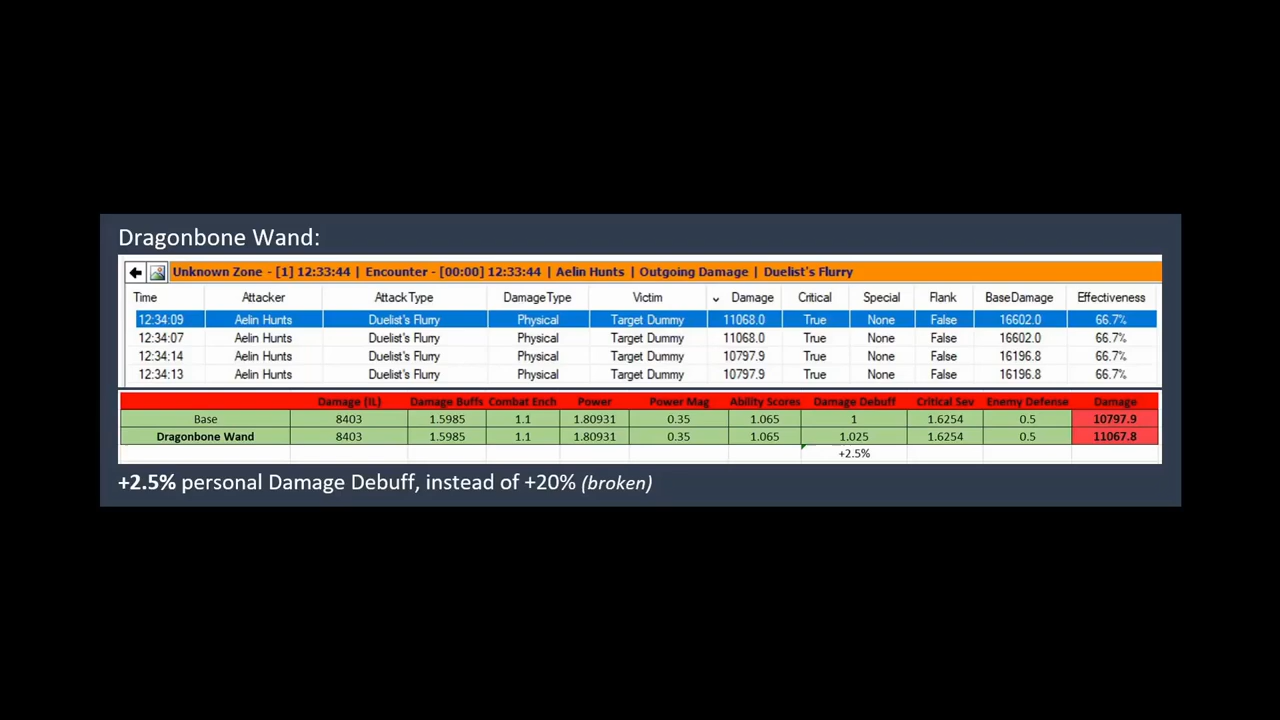 Dragonbone Wand:
Unknown Zone - [1] 12:33:44 | Encounter - [00:00] 12:33:44 | Aelin Hunts | Outgoing Damage | Duelist's Flurry
Time Attacker AttackType DamageType Victim Damage Critical Special Flank BaseDamage Effectiveness
12:34:09 Aelin Hunts Duelist's Flurry Physical Target Dummy 11068.0 True None False 16602.0 66.7%
12:34:07 Aelin Hunts Duelist's Flurry Physical Target Dummy 11068.0 True None False 16602.0 66.7%
12:34:14 Aelin Hunts Duelist's Flurry Physical Target Dummy 10797.9 True None False 16196.8 66.7%
12:34:13 Aelin Hunts Duelist's Flurry Physical Target Dummy 10797.9 True None False 16196.8 66.7%
Damage (IL) Damage Buffs Combat Ench Power Power Mag Ability Scores Damage Debuff Critical Sev Enemy Defense Damage
Base 8403 1.5985 1.1 1.80931 0.35 1.065 1 1.6254 0.5 10797.9
Dragonbone Wand 8403 1.5985 1.1 1.80931 0.35 1.065 1.025 1.6254 0.5 11067.8
+2.5%
+2.5% personal Damage Debuff, instead of +20% (broken)